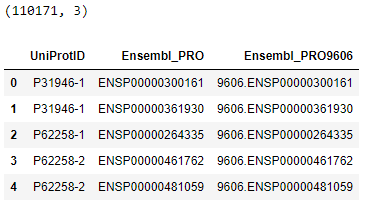 (110171, 3)
UniProtID Ensembl_PRO Ensembl_PRO9606
0 P31946-1 ENSP00000300161 9606.ENSP00000300161
1 P31946-1 ENSP00000361930 9606.ENSP00000361930
2 P62258-1 ENSP00000264335 9606.ENSP00000264335
3 P62258-2 ENSP00000461762 9606.ENSP00000461762
4 P62258-2 ENSP00000481059 9606.ENSP00000481059